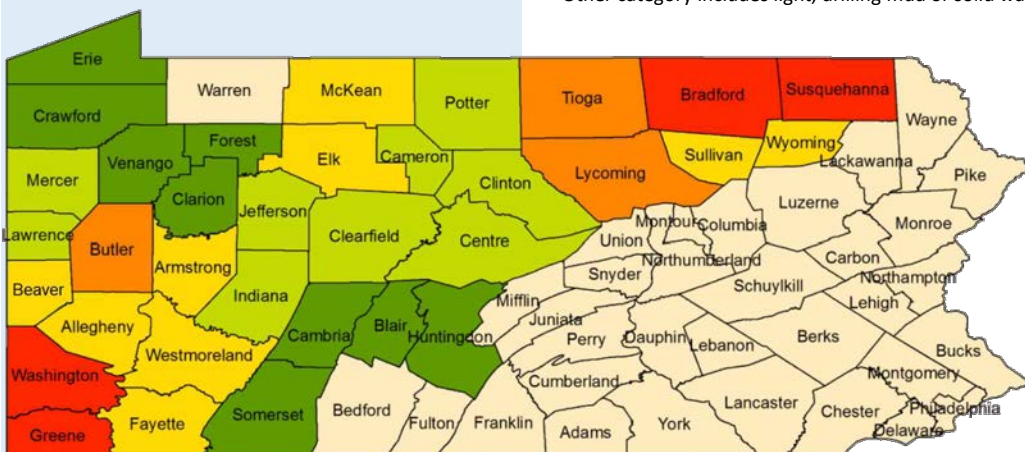 Other category includes light, drilling mud or solid wa
Erie
Warren
McKean
Potter
Tioga
Bradford
Susquehanna
Wayne
Crawford
Forest
Venango
Elk
Cameron
Sullivan
Wyoming
Lackawanna
Pike
Mercer
Clarion
Clinton
Lycoming
Luzerne
Jefferson
Monroe
Lawrence
Butler
Clearfield
Centre
Montour
Columbia
Union
Carbon
Armstrong
Northumberland
Snyder
Northampton
Beaver
Indiana
Schuylkill
Lehigh
Mifflin
Allegheny
Juniata
Cambria
Blair
Huntingdon
Perry
Dauphin
Lebanon
Berks
Bucks
Westmoreland
Washington
Cumberland
Montgomery
Lancaster
Bedford
Somerset
Fayette
Fulton
Franklin
Adams
York
Chester
Philadelphia
Delaware
Greene